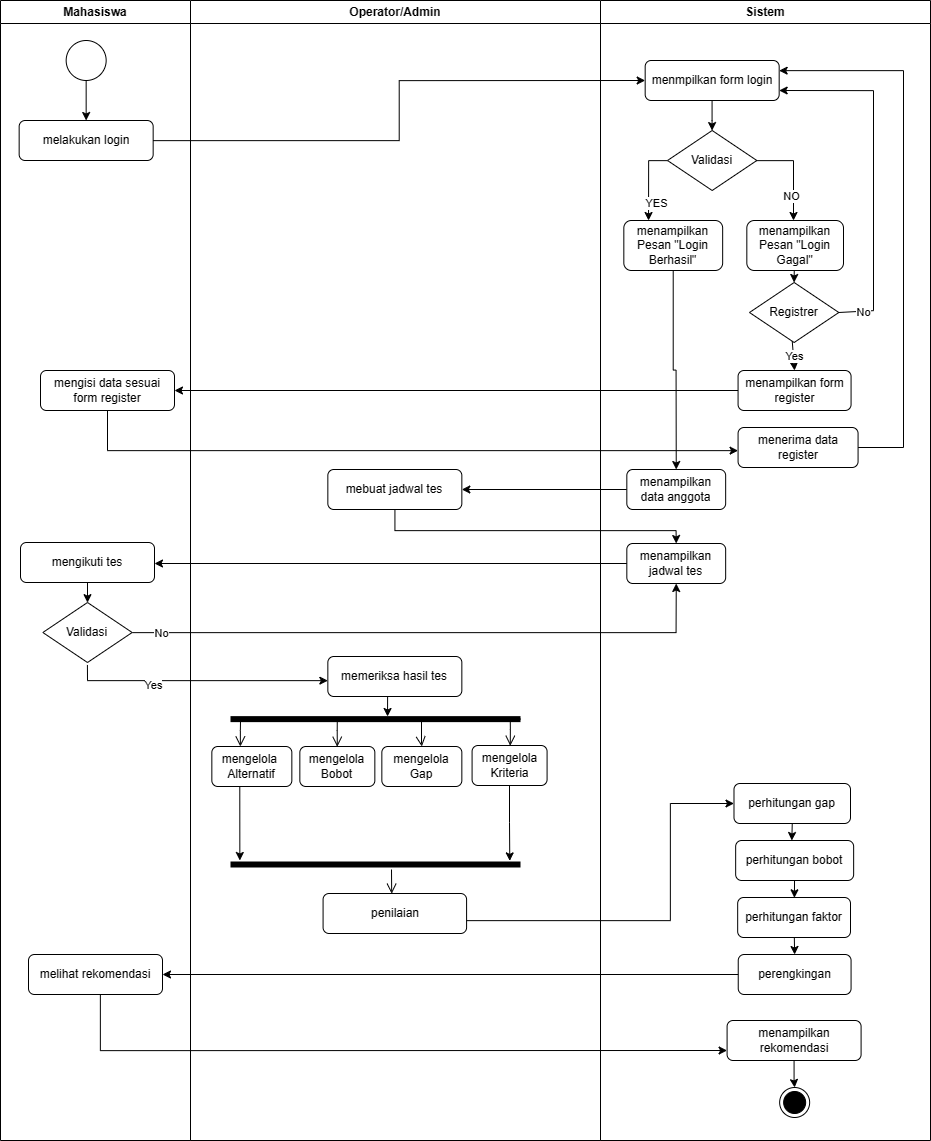 Mahasiswa
Operator/Admin
Sistem
menmpilkan form login
melakukan login
Validasi
YES
NO
menampilkan
Pesan "Login
Berhasil"
menampilkan
Pesan "Login
Gagal"
Registrer
No
Yes
mengisi data sesuai
form register
menampilkan form
register
menerima data
register
mebuat jadwal tes
menampilkan
data anggota
mengikuti tes
menampilkan
jadwal tes
Validasi
No
Yes
memeriksa hasil tes
mengelola
Alternatif
mengelola
Bobot
mengelola
Gap
mengelola
Kriteria
perhitungan gap
perhitungan bobot
penilaian
perhitungan faktor
melihat rekomendasi
perengkingan
menampilkan
rekomendasi